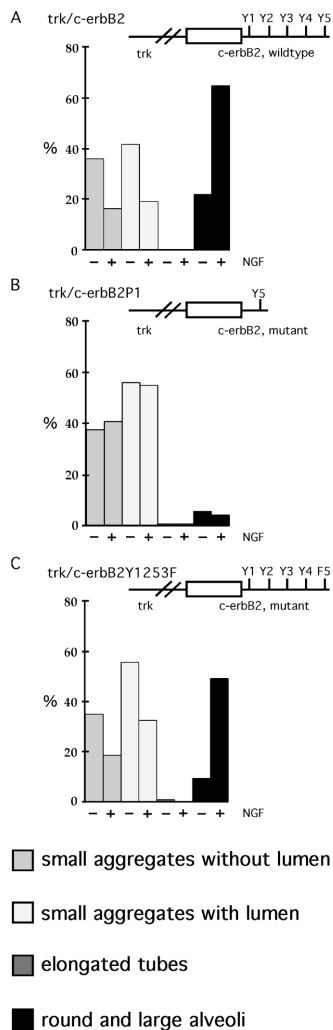 A
trk/c-erbB2
Y1 Y2 Y3 Y4 Y5
trk
c-erbB2, wildtype
80
60
%
40
20
0
− + − + − + − + NGF
B
trk/c-erbB2P1
Y5
trk
c-erbB2, mutant
80
60
%
40
20
0
− + − + − + − + NGF
C
trk/c-erbB2Y1253F
Y1 Y2 Y3 Y4 F5
trk
c-erbB2, mutant
80
60
%
40
20
0
− + − + − + − + NGF
small aggregates without lumen
small aggregates with lumen
elongated tubes
round and large alveoli